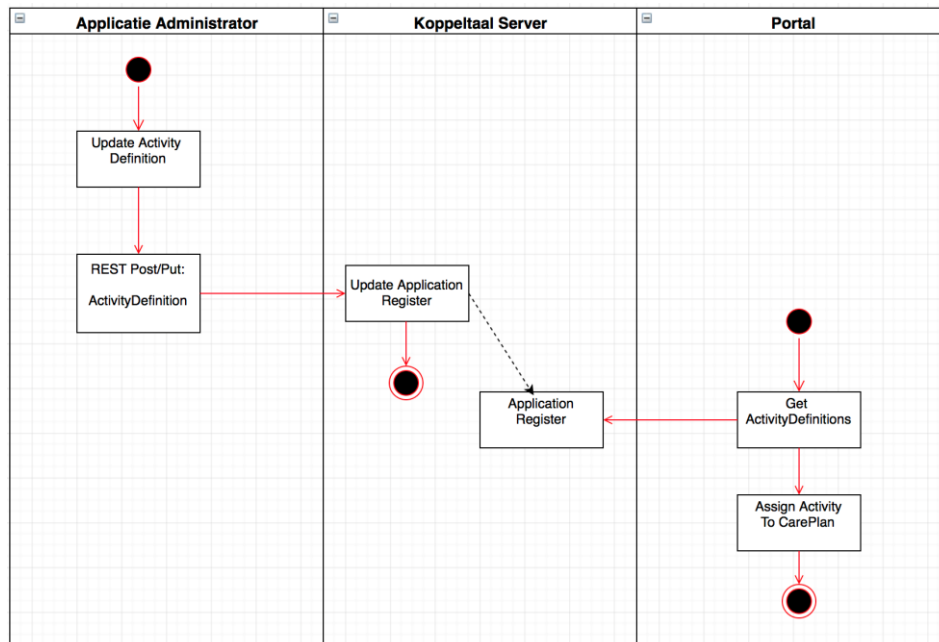 Applicatie Administrator
Koppeltaal Server
Portal
Update Activity
Definition
REST Post/Put:
ActivityDefinition
Update Application
Register
Application
Register
Get
ActivityDefinitions
Assign Activity
To CarePlan